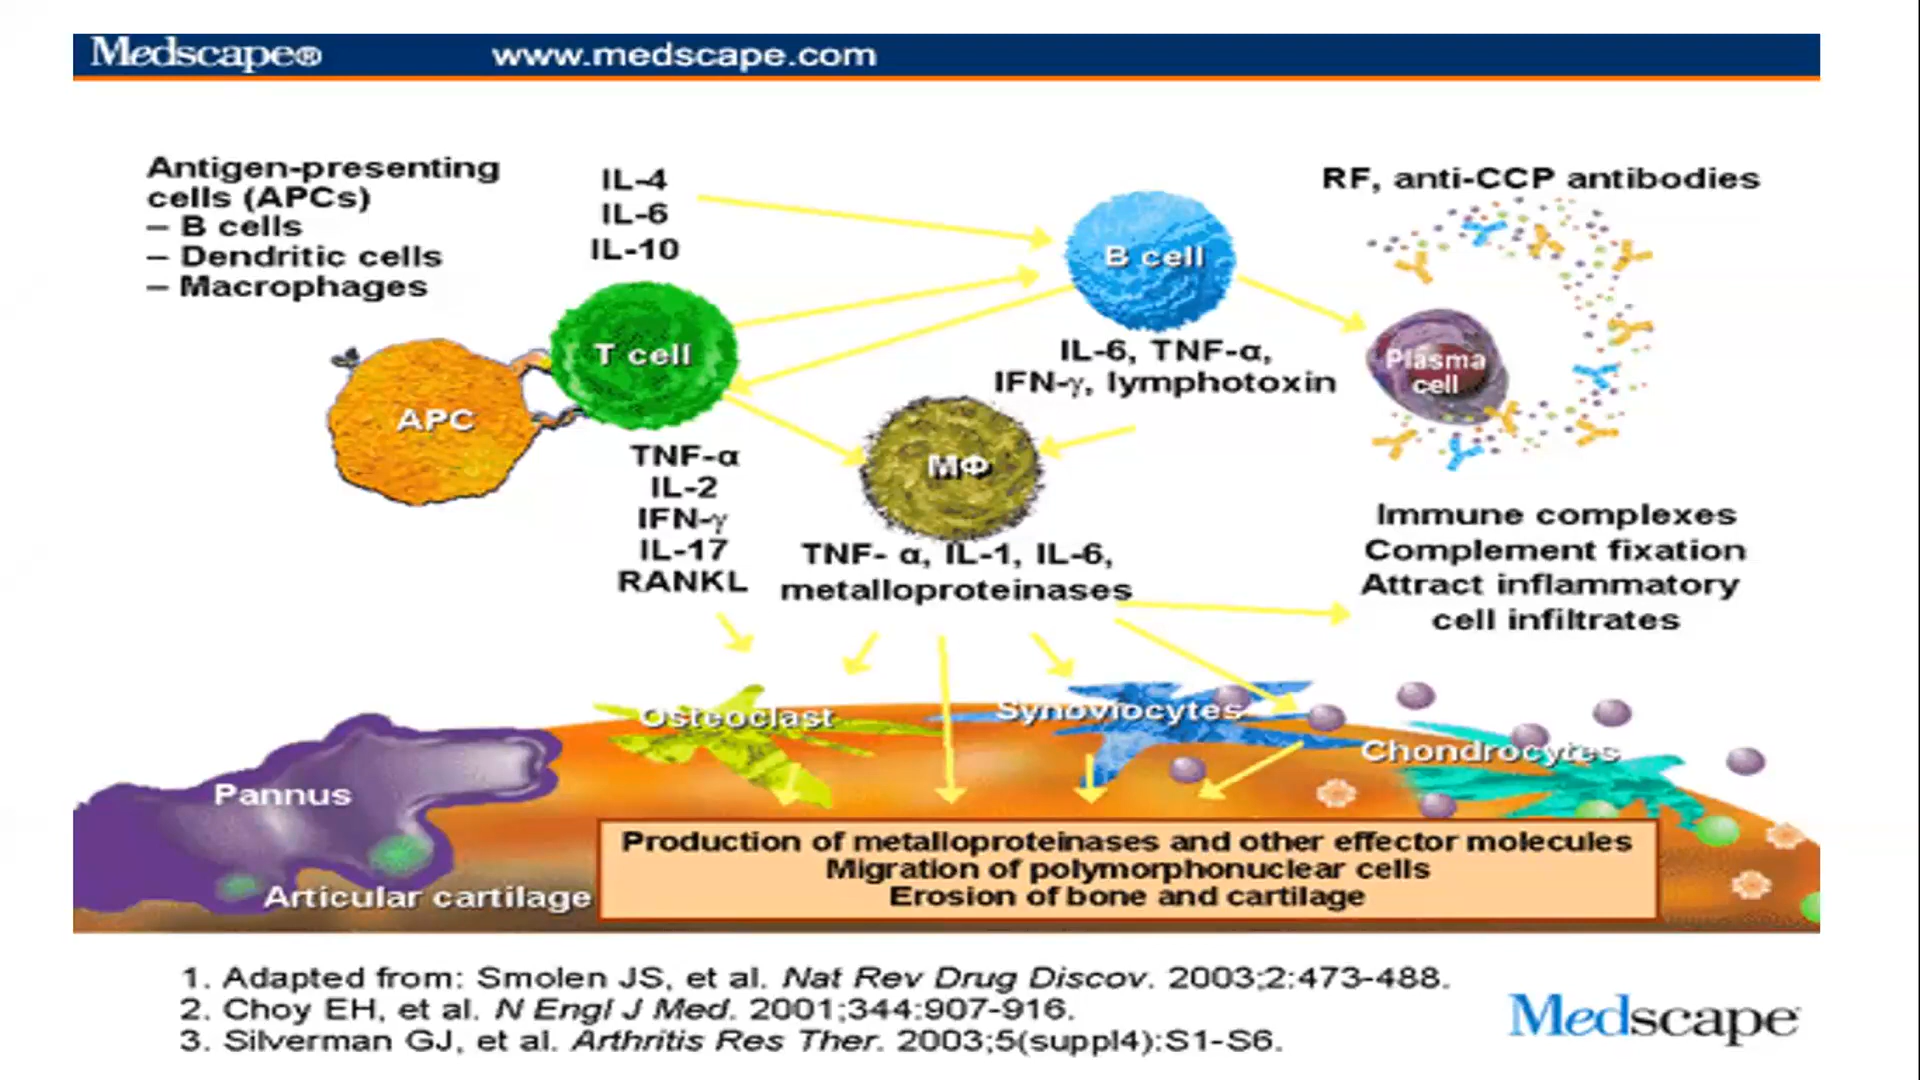 Medscape® www.medscape.com
Antigen-presenting
cells (APCs)
– B cells
– Dendritic cells
– Macrophages
IL-4
IL-6
IL-10
RF, anti-CCP antibodies
B cell
T cell
APC
Plasma
cell
IL-6, TNF-α,
IFN-γ, lymphotoxin
MΦ
TNF-α
IL-2
IFN-γ
IL-17
RANKL
TNF- α, IL-1, IL-6,
metalloproteinases
Immune complexes
Complement fixation
Attract inflammatory
cell infiltrates
Osteoclast
Synoviocytes
Chondrocytes
Pannus
Articular cartilage
Production of metalloproteinases and other effector molecules
Migration of polymorphonuclear cells
Erosion of bone and cartilage
1. Adapted from: Smolen JS, et al. Nat Rev Drug Discov. 2003;2:473-488.
2. Choy EH, et al. N Engl J Med. 2001;344:907-916.
3. Silverman GJ, et al. Arthritis Res Ther. 2003;5(suppl4):S1-S6.
Medscape